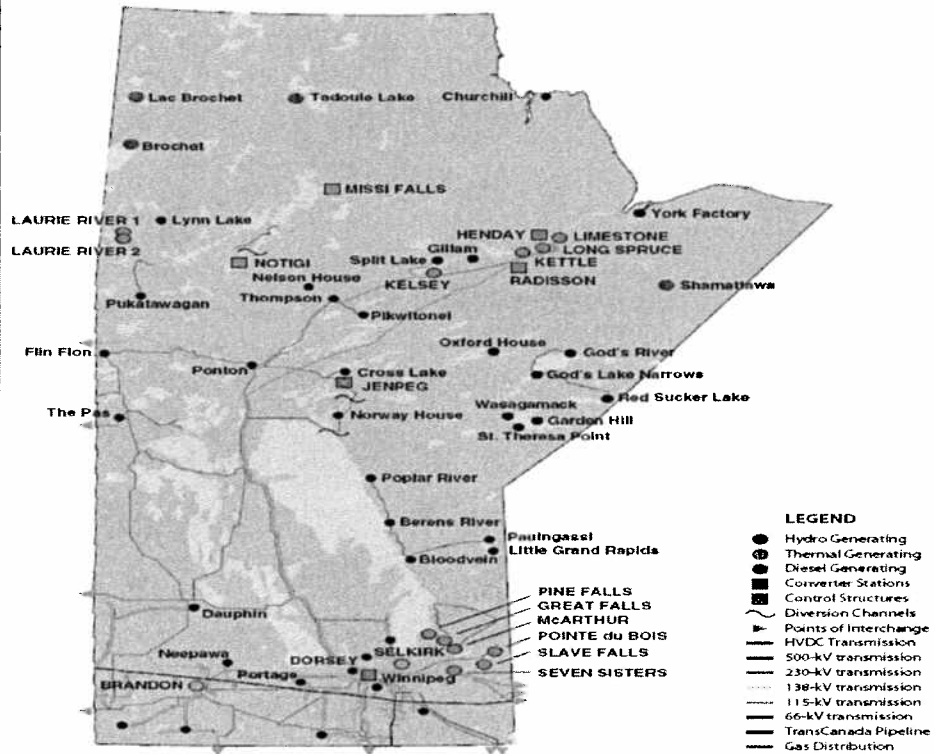 Lac Brochet
Tadoule Lake
Churchill
Brochet
MISSI FALLS
LAURIE RIVER 1
Lynn Lake
York Factory
LAURIE RIVER 2
HENDAY
LIMESTONE
LONG SPRUCE
Gillam
NOTIGI
Split Lake
KETTLE
Nelson House
KELSEY
RADISSON
Shamattawa
Pukatawagan
Thompson
Pikwitonei
Flin Flon
Oxford House
God's River
Ponton
Cross Lake
God's Lake Narrows
JENPEG
Red Sucker Lake
The Pas
Norway House
Wasagamack
Garden Hill
St. Theresa Point
Poplar River
Berens River
Pauingassi
Little Grand Rapids
Bloodvein
PINE FALLS
GREAT FALLS
Dauphin
McARTHUR
POINTE du BOIS
Neepawa
SELKIRK
SLAVE FALLS
DORSEY
SEVEN SISTERS
Portage
Winnipeg
BRANDON
LEGEND
Hydro Generating
Thermal Generating
Diesel Generating
Converter Stations
Control Structures
Diversion Channels
Points of Interchange
HVDC Transmission
500-kV transmission
230-kV transmission
138-kV transmission
115-kV transmission
66-kV transmission
TransCanada Pipeline
Gas Distribution